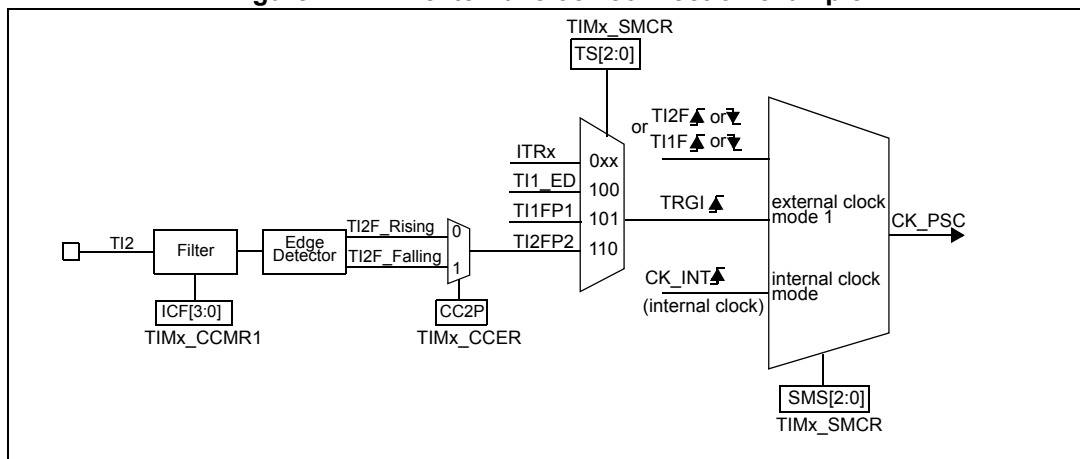 TIMx_SMCR
TS[2:0]
or TI2F or
TI1F or
ITRx
0xx
TI1_ED
100
TI1FP1
101
TI2FP2
110
TRGI
external clock
mode 1
CK_PSC
CK_INT
(internal clock)
internal clock
mode
TI2
Filter
Edge
Detector
TI2F_Rising
TI2F_Falling
0
1
ICF[3:0]
TIMx_CCMR1
CC2P
TIMx_CCER
SMS[2:0]
TIMx_SMCR